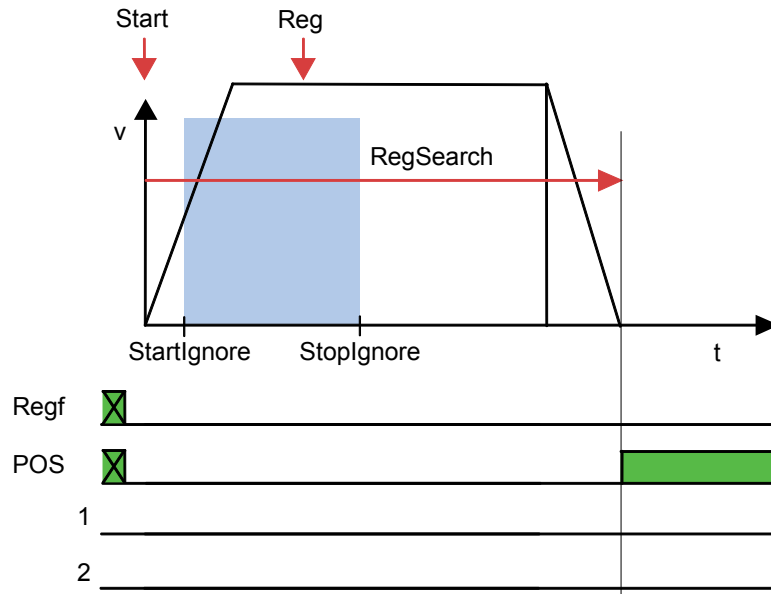 Start Reg
v
RegSearch
StartIgnore StopIgnore t
Regf
POS
1
2